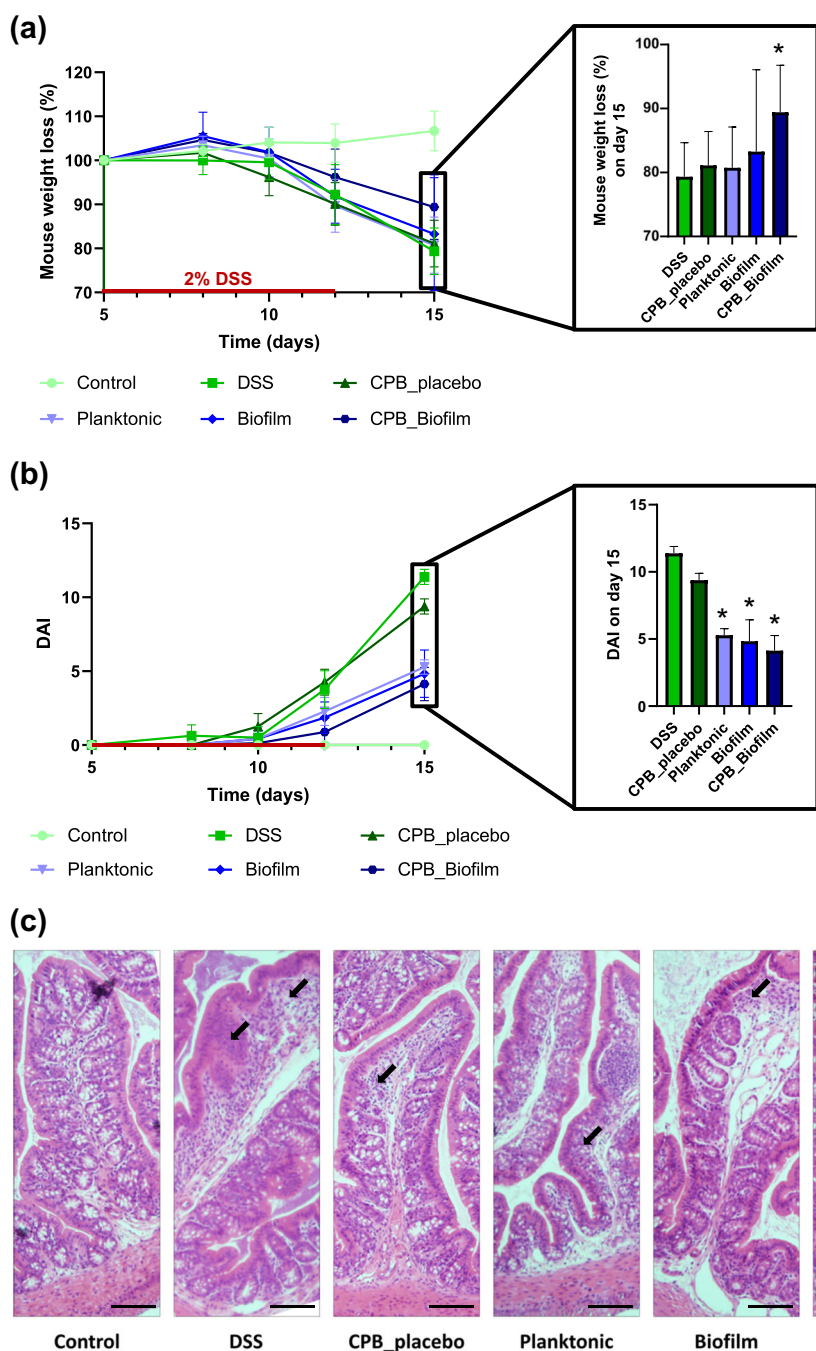 (a)
120
110
100
90
80
70
Mouse weight loss (%)
2% DSS
5
10
15
Time (days)
Control
DSS
CPB_placebo
Planktonic
Biofilm
CPB_Biofilm
Mouse weight loss (%)
on day 15
100
90
80
70
*
DSS
CPB_placebo
Planktonic
Biofilm
CPB_Biofilm
(b)
15
10
5
0
DAI
5
10
15
Time (days)
Control
DSS
CPB_placebo
Planktonic
Biofilm
CPB_Biofilm
DAI on day 15
15
10
5
0
*
*
*
DSS
CPB_placebo
Planktonic
Biofilm
CPB_Biofilm
(c)
Control
DSS
CPB_placebo
Planktonic
Biofilm